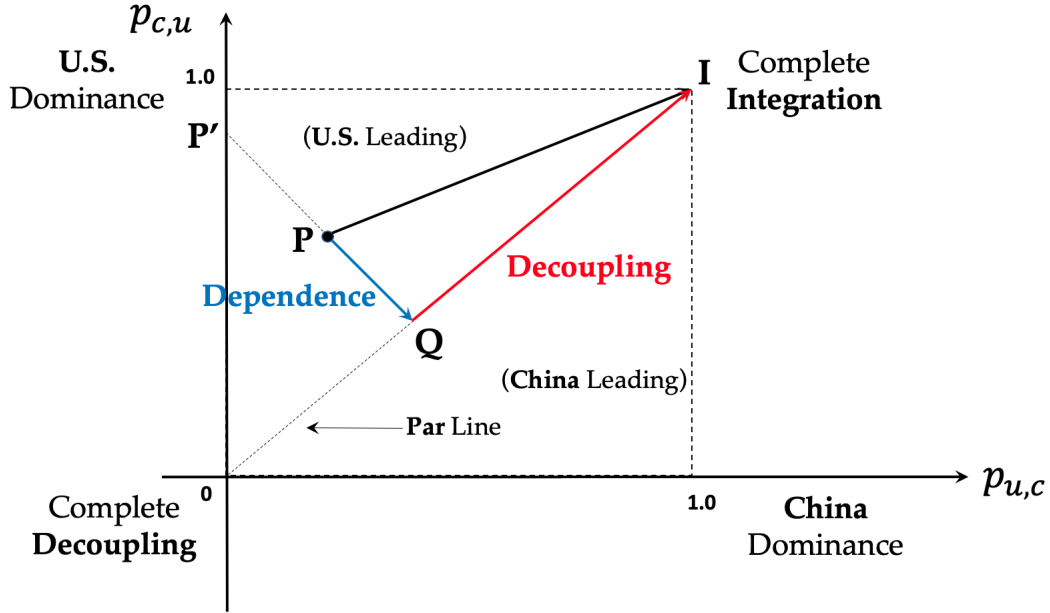 p_{c,u}
U.S.
Dominance
1.0
I
Complete
Integration
P′
(U.S. Leading)
P
Decoupling
Dependence
Q
(China Leading)
Par Line
p_{u,c}
0
1.0
Complete
Decoupling
China
Dominance